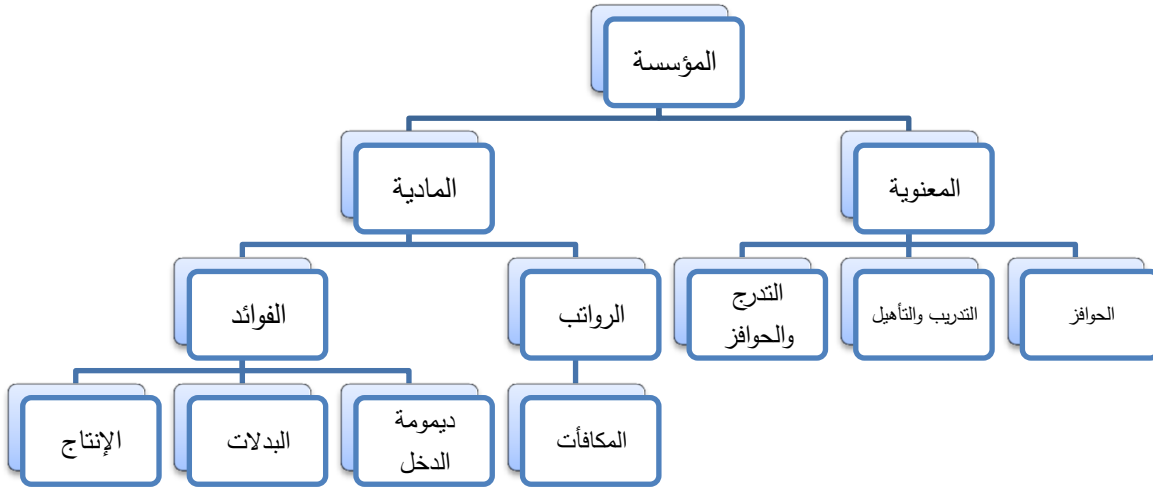 المؤسسة
المعنوية
المادية
الحوافز
التدريب والتأهيل
التدرج
والحوافز
الرواتب
الفوائد
المكافأت
ديمومة
الدخل
البدلات
الإنتاج